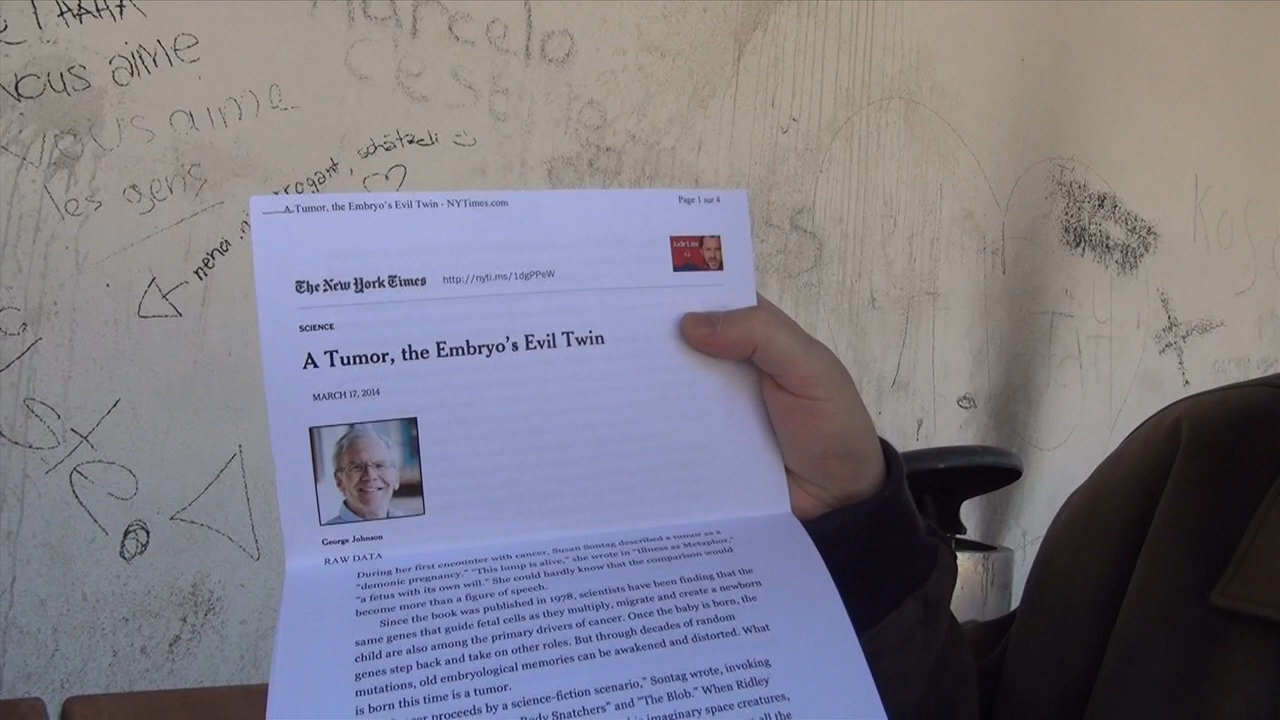 vous aime
Marcelo
vous aime
les gens
schätzeli
nehei
A Tumor, the Embryo's Evil Twin - NYTimes.com
Page 1 sur 4
The New York Times
http://nyti.ms/1dgPPeW
SCIENCE
A Tumor, the Embryo's Evil Twin
MARCH 17, 2014
George Johnson
RAW DATA
During her first encounter with cancer, Susan Sontag described a tumor as a
"demonic pregnancy." "This lump is alive," she wrote in "Illness as Metaphor,"
"a fetus with its own will." She could hardly know that the comparison would
become more than a figure of speech.
Since the book was published in 1978, scientists have been finding that the
same genes that guide fetal cells as they multiply, migrate and create a newborn
child are also among the primary drivers of cancer. Once the baby is born, the
genes step back and take on other roles. But through decades of random
mutations, old embryological memories can be awakened and distorted. What
is born this time is a tumor.
proceeds by a science-fiction scenario," Sontag wrote, invoking
Body Snatchers" and "The Blob." When Ridley
imaginary space creatures,
all the